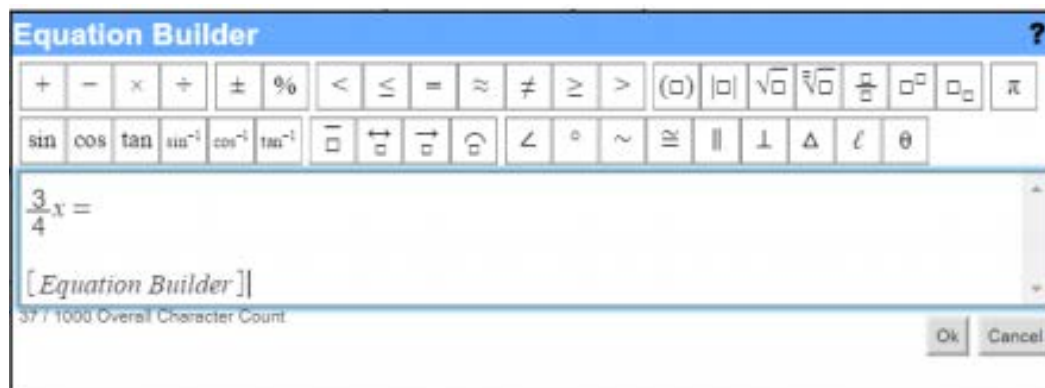 Equation Builder ?
+ − × ÷ ± % < ≤ = ≈ ≠ ≥ > (□) |□| √□ ∛□ □/□ □^□ □_□ π
sin cos tan sin⁻¹ cos⁻¹ tan⁻¹ □̅ □⃡ □⃗ □̑ ∠ ° ~ ≅ ∥ ⊥ Δ ℓ θ
3/4 x =
[Equation Builder]
37 / 1000 Overall Character Count
Ok Cancel